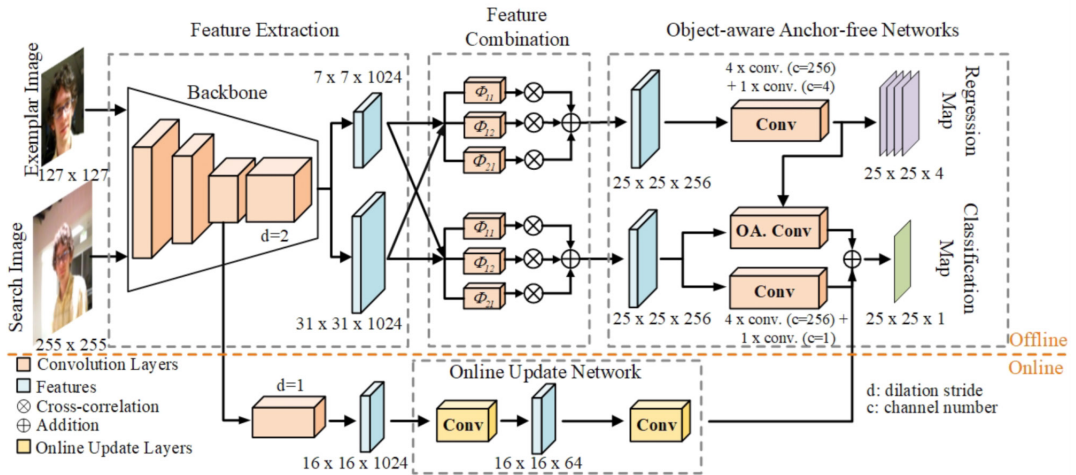 Feature Extraction
Feature
Combination
Object-aware Anchor-free Networks
Exemplar Image
127 x 127
Search Image
255 x 255
Backbone
d=2
7 x 7 x 1024
31 x 31 x 1024
Φ11
Φ12
Φ21
Φ11
Φ12
Φ21
25 x 25 x 256
4 x conv. (c=256)
+ 1 x conv. (c=4)
Conv
25 x 25 x 4
Regression
Map
25 x 25 x 256
OA. Conv
Conv
4 x conv. (c=256) +
1 x conv. (c=1)
25 x 25 x 1
Classification
Map
Offline
Online
Convolution Layers
Features
Cross-correlation
Addition
Online Update Layers
d=1
16 x 16 x 1024
Online Update Network
Conv
16 x 16 x 64
Conv
d: dilation stride
c: channel number